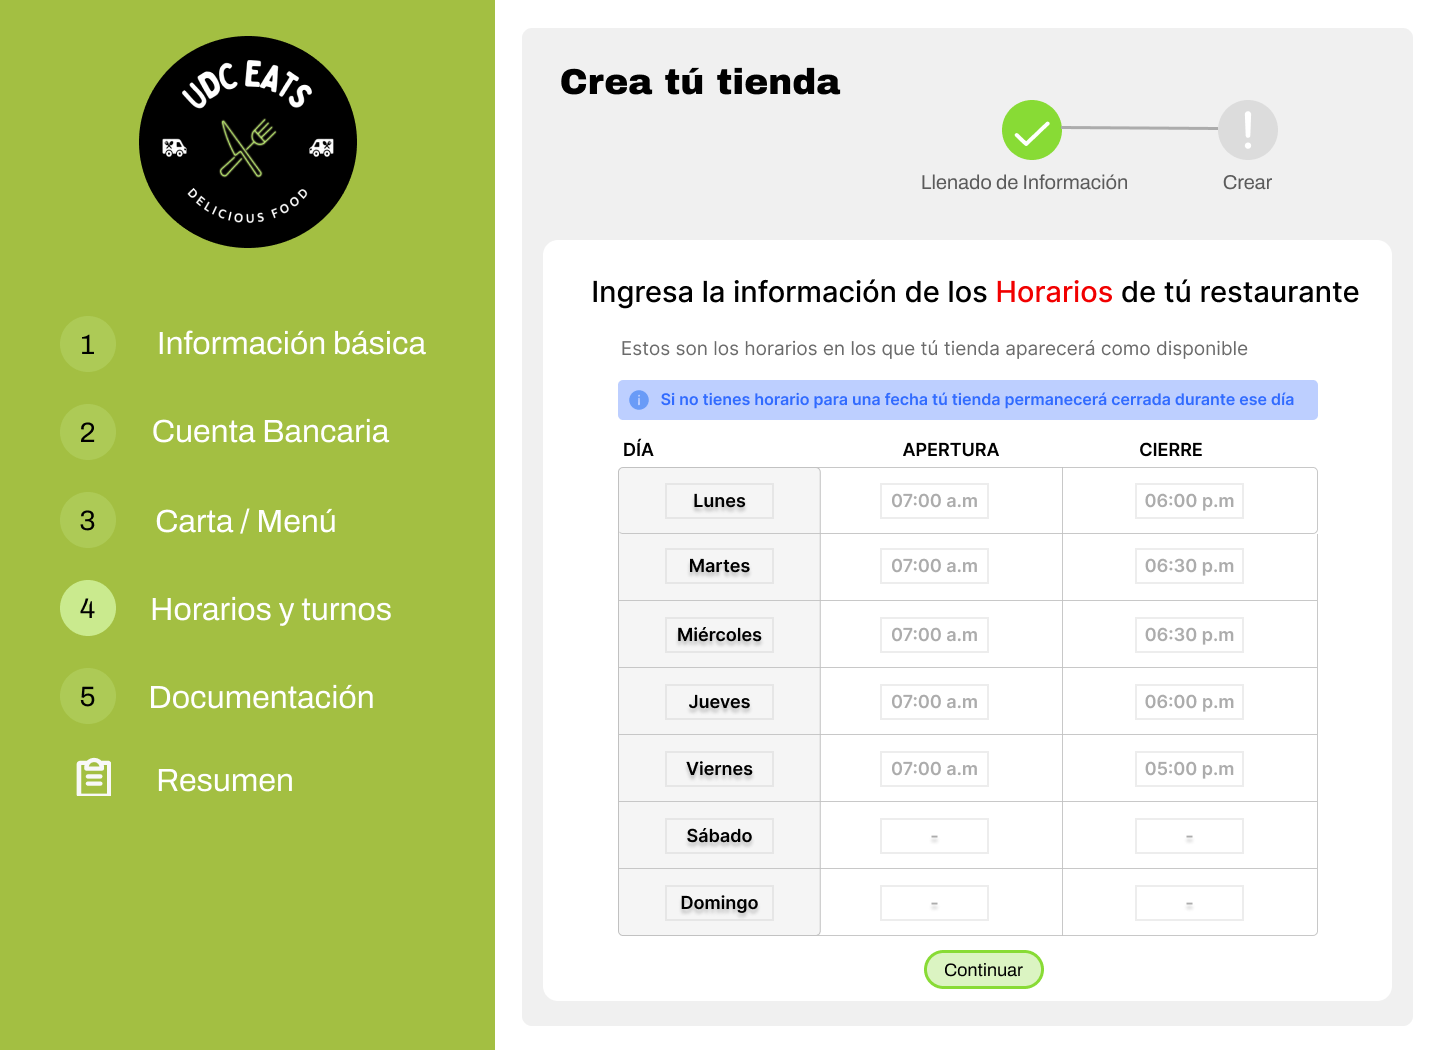 UDC EATS
DELICIOUS FOOD
1 Información básica
2 Cuenta Bancaria
3 Carta / Menú
4 Horarios y turnos
5 Documentación
Resumen
Crea tú tienda
Llenado de Información
Crear
Ingresa la información de los Horarios de tú restaurante
Estos son los horarios en los que tú tienda aparecerá como disponible
Si no tienes horario para una fecha tú tienda permanecerá cerrada durante ese día
DÍA APERTURA CIERRE
Lunes 07:00 a.m 06:00 p.m
Martes 07:00 a.m 06:30 p.m
Miércoles 07:00 a.m 06:30 p.m
Jueves 07:00 a.m 06:00 p.m
Viernes 07:00 a.m 05:00 p.m
Sábado - -
Domingo - -
Continuar